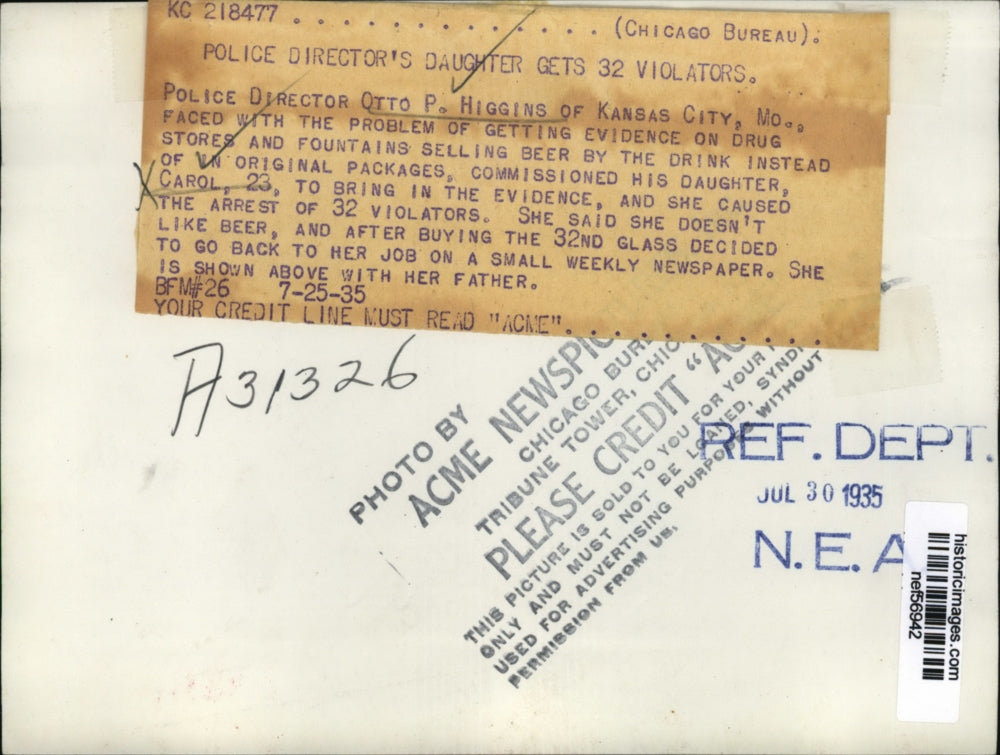 KC 218477 . . . . . . . . . . . . . (CHICAGO BUREAU).
POLICE DIRECTOR'S DAUGHTER GETS 32 VIOLATORS.
POLICE DIRECTOR OTTO P. HIGGINS OF KANSAS CITY, MO.,
FACED WITH THE PROBLEM OF GETTING EVIDENCE ON DRUG
STORES AND FOUNTAINS SELLING BEER BY THE DRINK INSTEAD
OF IN ORIGINAL PACKAGES, COMMISSIONED HIS DAUGHTER,
CAROL, 23, TO BRING IN THE EVIDENCE, AND SHE CAUSED
THE ARREST OF 32 VIOLATORS. SHE SAID SHE DOESN'T
LIKE BEER, AND AFTER BUYING THE 32ND GLASS DECIDED
TO GO BACK TO HER JOB ON A SMALL WEEKLY NEWSPAPER. SHE
IS SHOWN ABOVE WITH HER FATHER.
BFM#26 7-25-35
YOUR CREDIT LINE MUST READ "ACME". . . . . . . . . .
A31326
PHOTO BY
ACME NEWSPIC
CHICAGO BUR
TRIBUNE TOWER, CHIC
PLEASE CREDIT "AC
THIS PICTURE IS SOLD TO YOU FOR YOUR
ONLY AND MUST NOT BE LOANED, SYNDI
USED FOR ADVERTISING PURPOSES WITHOUT
PERMISSION FROM US.
REF. DEPT.
JUL 30 1935
N.E.A
historicimages.com
nef56942